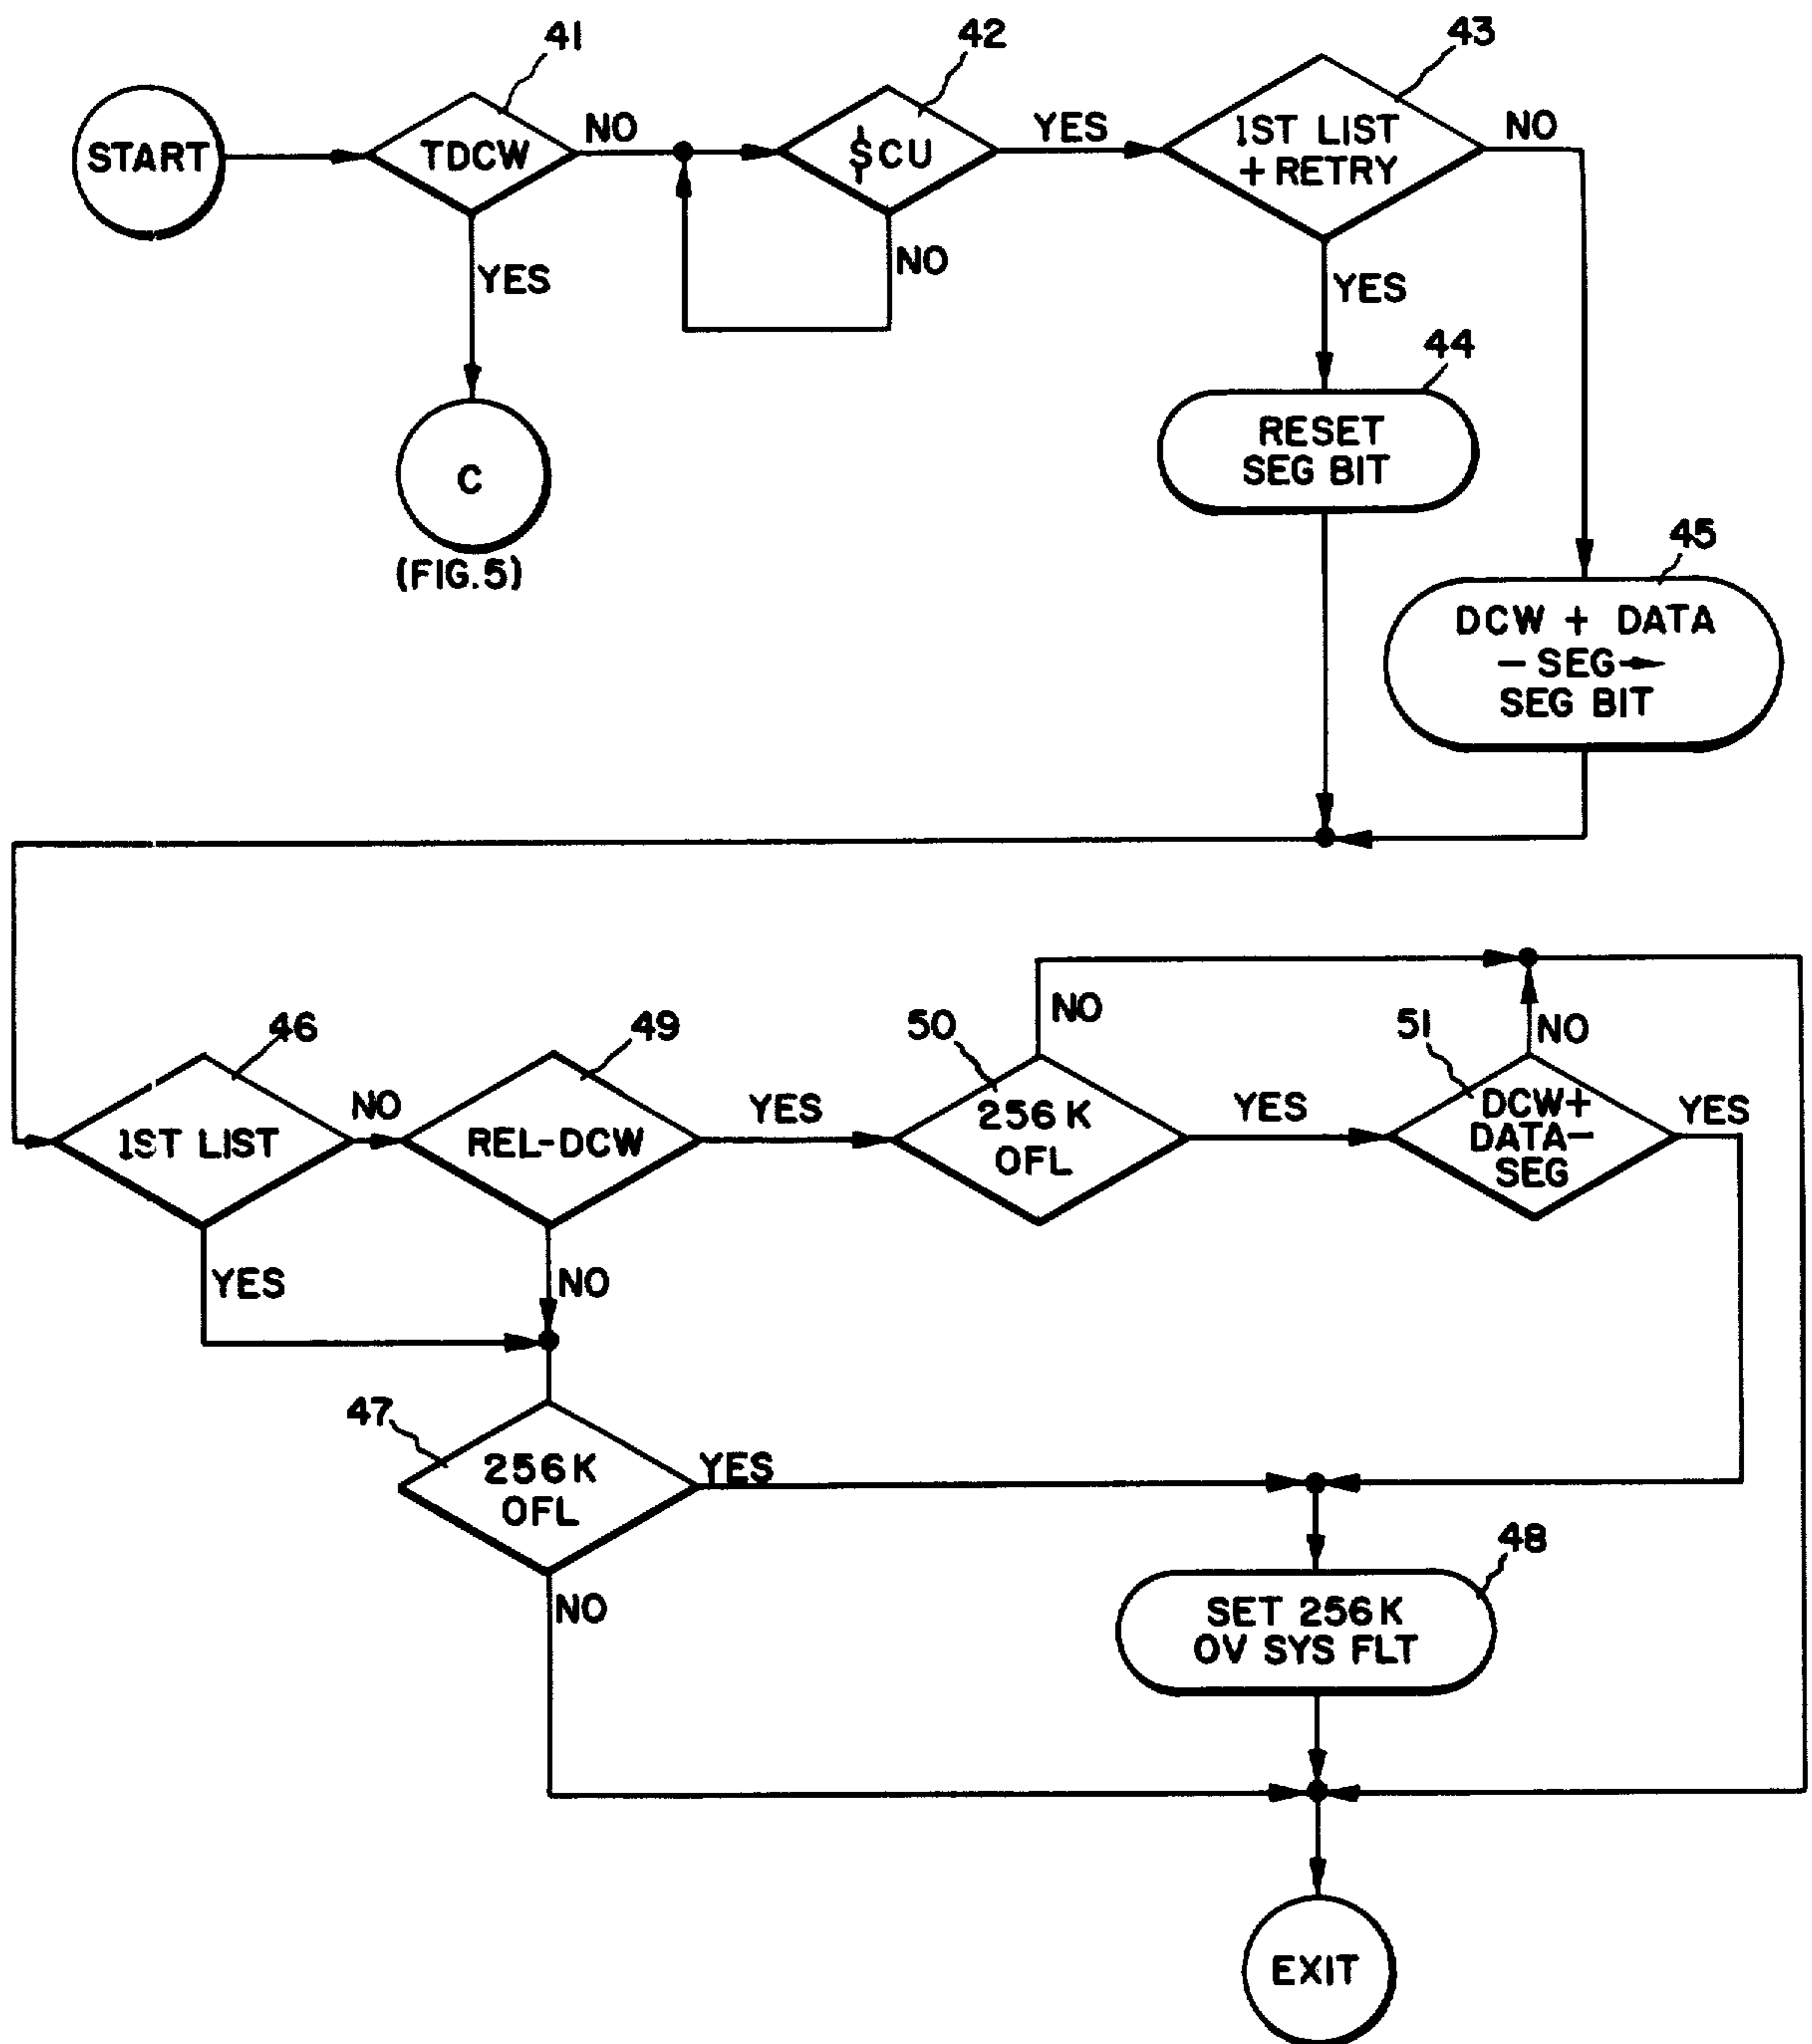 41
42
43
START
TDCW
NO
$CU
YES
1ST LIST
+ RETRY
NO
YES
NO
YES
44
C
RESET
SEG BIT
(FIG.5)
45
DCW + DATA
– SEG →
SEG BIT
46
49
50
NO
51
NO
1ST LIST
NO
REL-DCW
YES
256K
OFL
YES
DCW+
DATA–
SEG
YES
YES
NO
47
256K
OFL
YES
48
NO
SET 256K
OV SYS FLT
EXIT